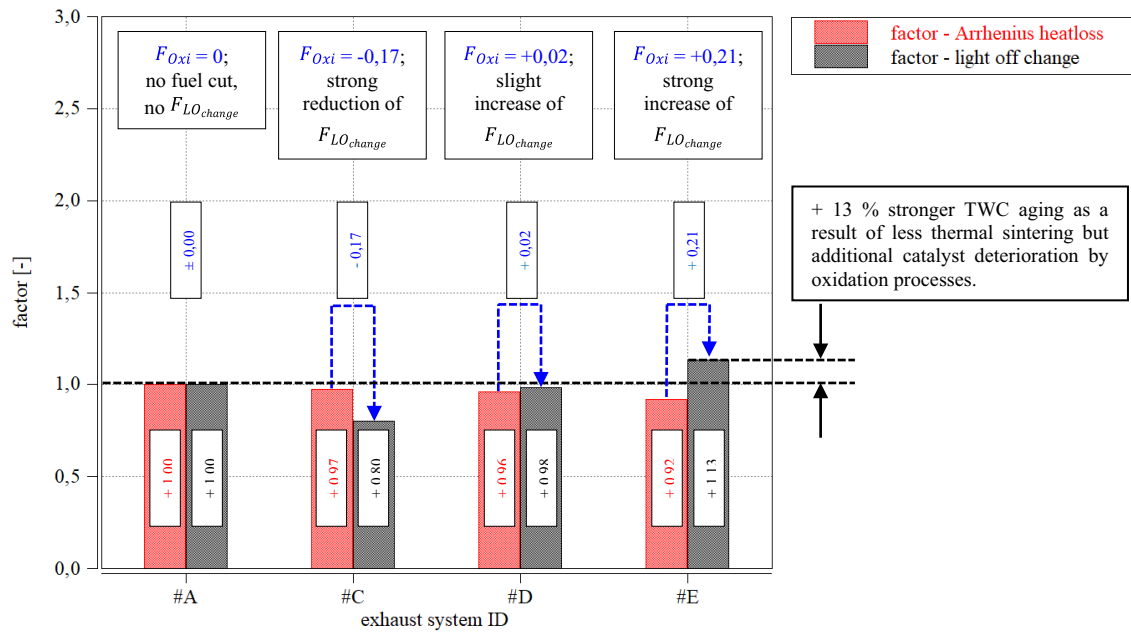 3,0
2,5
2,0
1,5
1,0
0,5
0,0
factor [-]
F_Oxi = 0;
no fuel cut,
no F_LO_change
F_Oxi = -0,17;
strong
reduction of
F_LO_change
F_Oxi = +0,02;
slight
increase of
F_LO_change
F_Oxi = +0,21;
strong
increase of
F_LO_change
factor - Arrhenius heatloss
factor - light off change
± 0,00
- 0,17
+ 0,02
+ 0,21
+ 13 % stronger TWC aging as a
result of less thermal sintering but
additional catalyst deterioration by
oxidation processes.
+ 1.00
+ 1.00
+ 0.97
+ 0.80
+ 0.96
+ 0.98
+ 0.92
+ 1.13
#A
#C
#D
#E
exhaust system ID